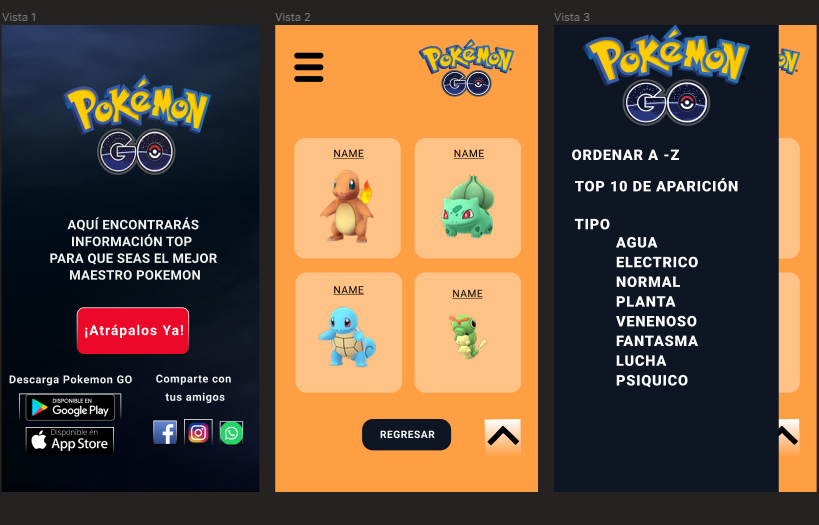 Vista 1
POKéMON
GO
AQUÍ ENCONTRARÁS
INFORMACIÓN TOP
PARA QUE SEAS EL MEJOR
MAESTRO POKEMON
¡Atrápalos Ya!
Descarga Pokemon GO
DISPONIBLE EN
Google Play
Disponible en
App Store
Comparte con
tus amigos
Vista 2
POKéMON
GO
NAME
NAME
NAME
NAME
REGRESAR
Vista 3
POKéMON
GO
ORDENAR A -Z
TOP 10 DE APARICIÓN
TIPO
AGUA
ELECTRICO
NORMAL
PLANTA
VENENOSO
FANTASMA
LUCHA
PSIQUICO